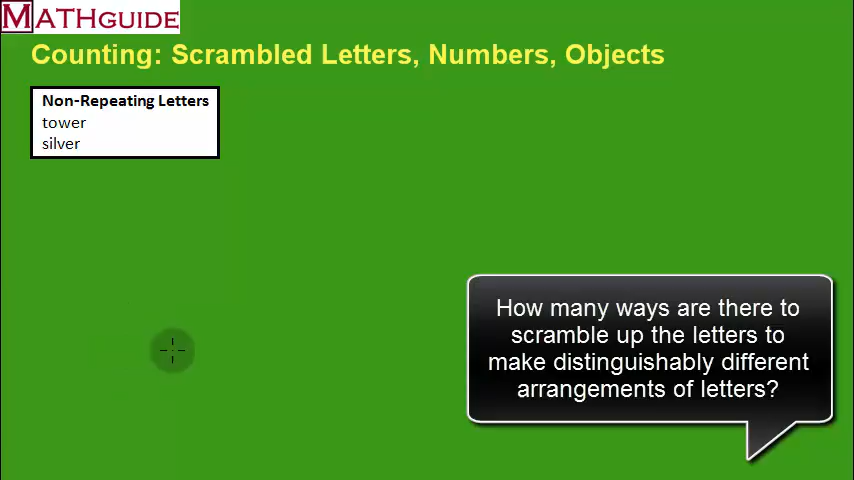 MATHGUIDE
Counting: Scrambled Letters, Numbers, Objects
Non-Repeating Letters
tower
silver
How many ways are there to
scramble up the letters to
make distinguishably different
arrangements of letters?